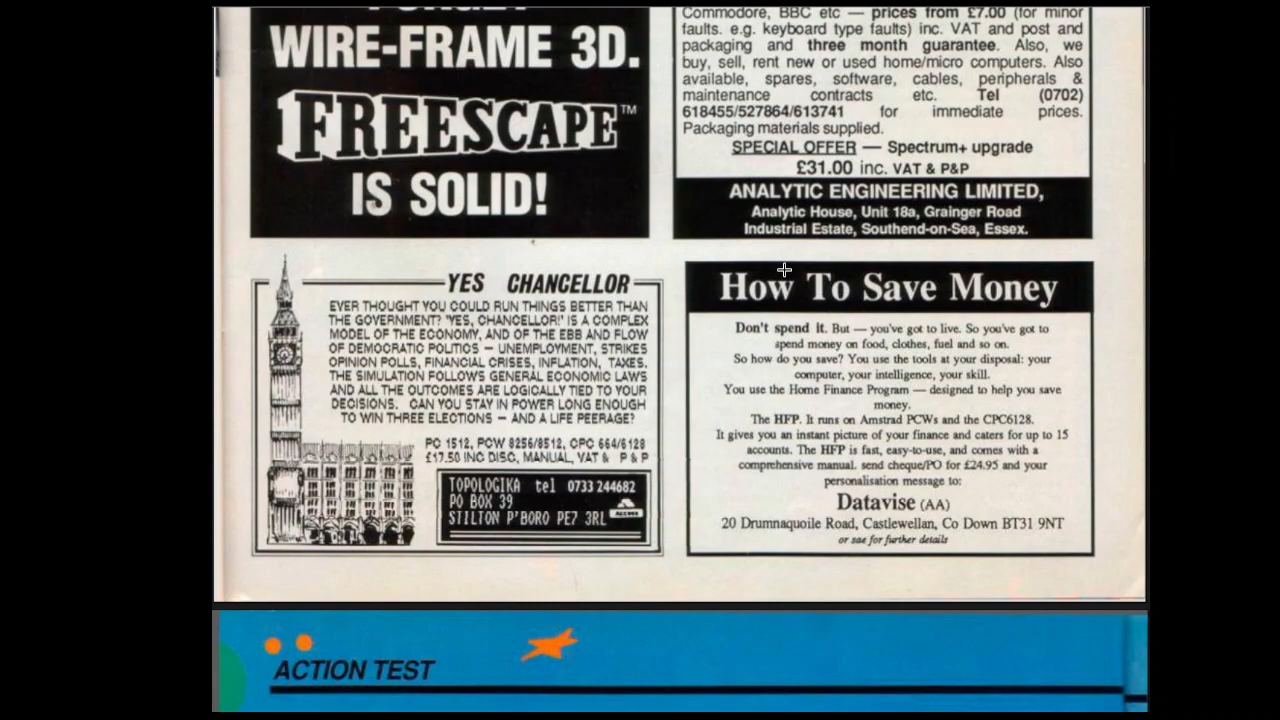 WIRE-FRAME 3D.
FREESCAPE™
IS SOLID!
Commodore, BBC etc — prices from £7.00 (for minor
faults. e.g. keyboard type faults) inc. VAT and post and
packaging and three month guarantee. Also, we
buy, sell, rent new or used home/micro computers. Also
available, spares, software, cables, peripherals &
maintenance contracts etc. Tel (0702)
618455/527864/613741 for immediate prices.
Packaging materials supplied.
SPECIAL OFFER — Spectrum+ upgrade
£31.00 inc. VAT & P&P
ANALYTIC ENGINEERING LIMITED,
Analytic House, Unit 18a, Grainger Road
Industrial Estate, Southend-on-Sea, Essex.
YES CHANCELLOR
EVER THOUGHT YOU COULD RUN THINGS BETTER THAN
THE GOVERNMENT? 'YES, CHANCELLOR!' IS A COMPLEX
MODEL OF THE ECONOMY, AND OF THE EBB AND FLOW
OF DEMOCRATIC POLITICS — UNEMPLOYMENT, STRIKES
OPINION POLLS, FINANCIAL CRISES, INFLATION, TAXES.
THE SIMULATION FOLLOWS GENERAL ECONOMIC LAWS
AND ALL THE OUTCOMES ARE LOGICALLY TIED TO YOUR
DECISIONS. CAN YOU STAY IN POWER LONG ENOUGH
TO WIN THREE ELECTIONS — AND A LIFE PEERAGE?
PC 1512, PCW 8256/8512, CPC 664/6128
£17.50 INC DISC, MANUAL, VAT & P & P
TOPOLOGIKA tel 0733 244682
PO BOX 39
STILTON P'BORO PE7 3RL
ACCESS
How To Save Money
Don't spend it. But — you've got to live. So you've got to
spend money on food, clothes, fuel and so on.
So how do you save? You use the tools at your disposal: your
computer, your intelligence, your skill.
You use the Home Finance Program — designed to help you save
money.
The HFP. It runs on Amstrad PCWs and the CPC6128.
It gives you an instant picture of your finance and caters for up to 15
accounts. The HFP is fast, easy-to-use, and comes with a
comprehensive manual. send cheque/PO for £24.95 and your
personalisation message to:
Datavise (AA)
20 Drumnaquoile Road, Castlewellan, Co Down BT31 9NT
or sae for further details
ACTION TEST